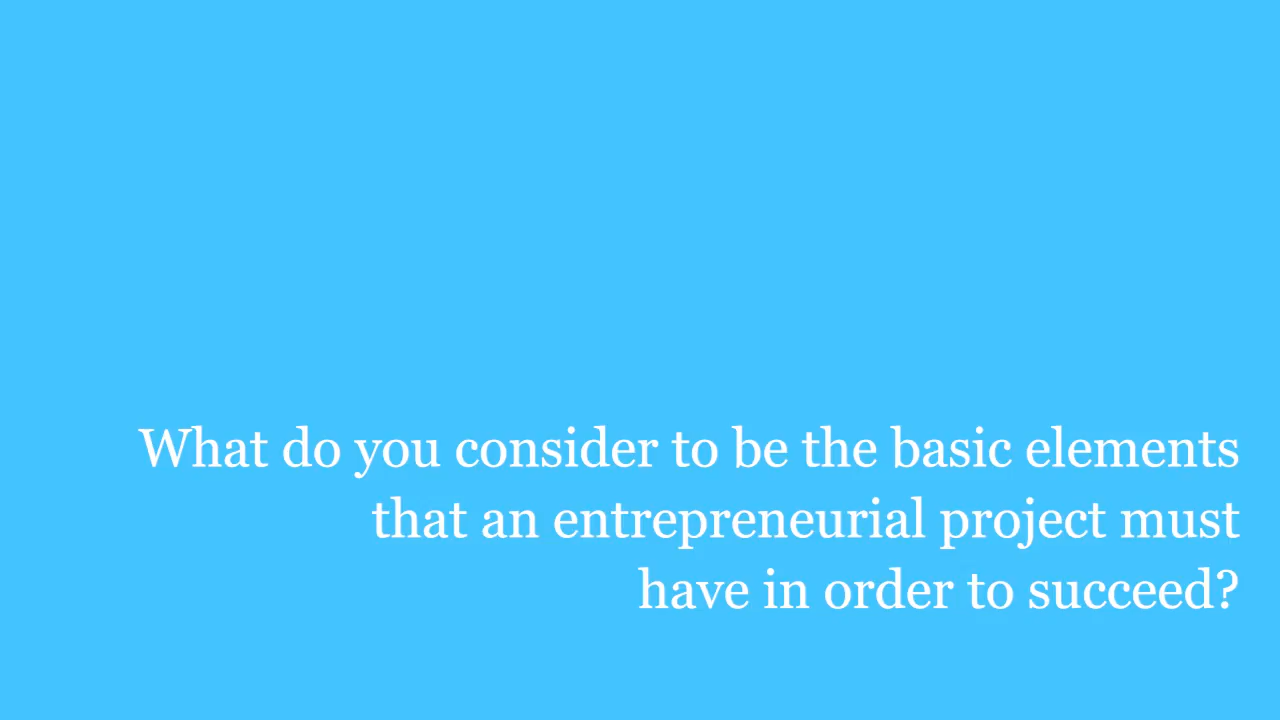 What do you consider to be the basic elements
that an entrepreneurial project must
have in order to succeed?